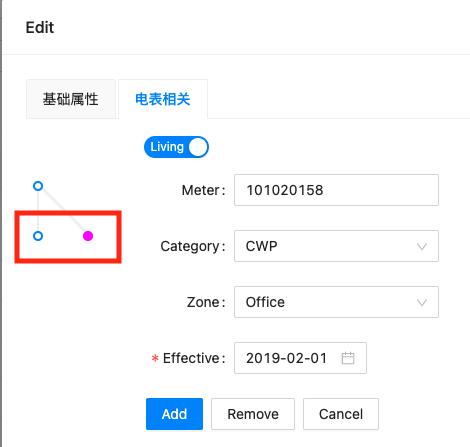 Edit
基础属性 电表相关
Living
Meter: 101020158
Category: CWP
Zone: Office
* Effective: 2019-02-01
Add Remove Cancel